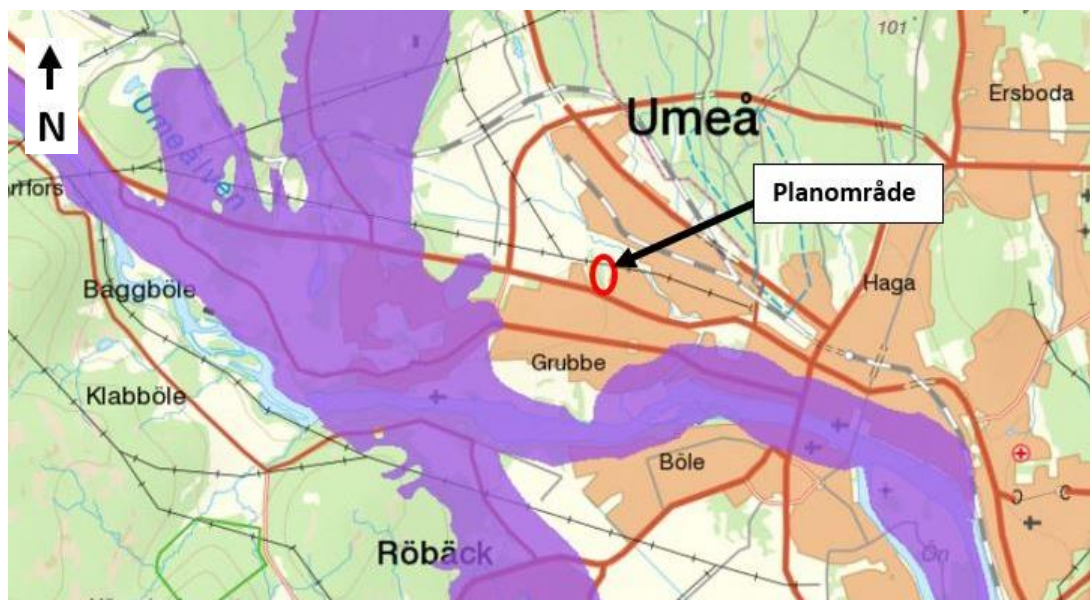 101
Ersboda
Umeå
N
Umeälven
Planområde
rrfors
Haga
Baggböle
Grubbe
Klabböle
Böle
Röbäck
Ön